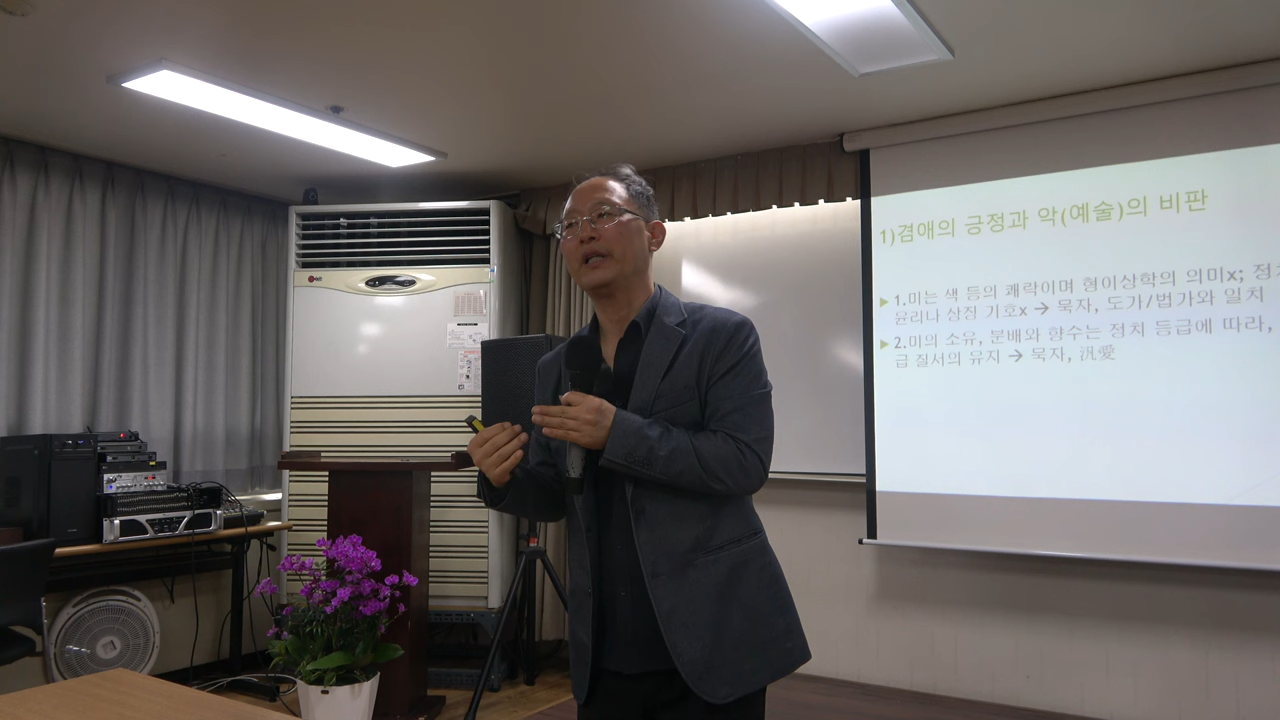 1)겸애의 긍정과 악(예술)의 비판
1.미는 색 등의 쾌락이며 형이상학의 의미x; 정치
윤리나 상징 기호x → 묵자, 도가/법가와 일치
2.미의 소유, 분배와 향수는 정치 등급에 따라,
급 질서의 유지 → 묵자, 汎愛